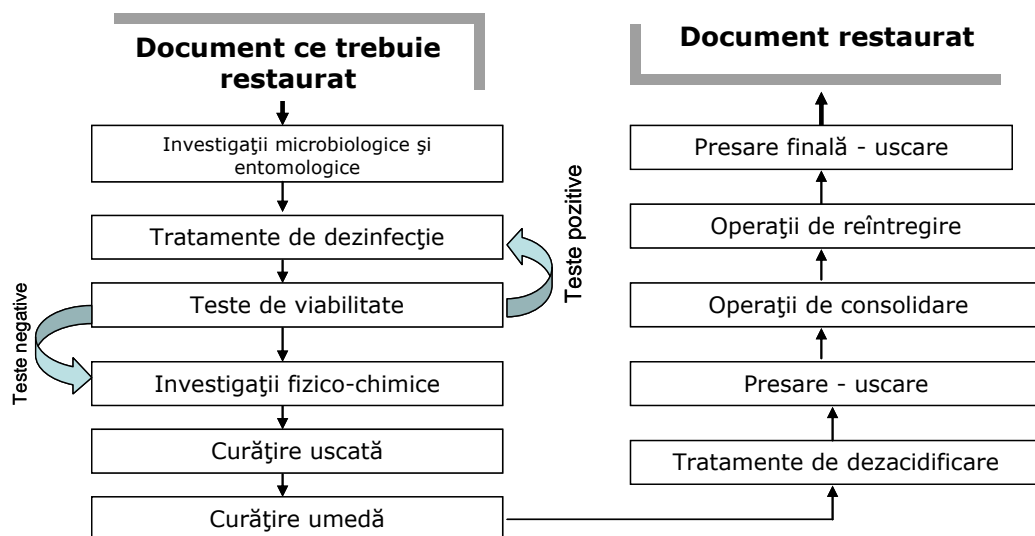 Document ce trebuie
restaurat
Investigaţii microbiologice şi
entomologice
Tratamente de dezinfecţie
Teste pozitive
Teste de viabilitate
Teste negative
Investigaţii fizico-chimice
Curăţire uscată
Curăţire umedă
Tratamente de dezacidificare
Presare - uscare
Operaţii de consolidare
Operaţii de reîntregire
Presare finală - uscare
Document restaurat